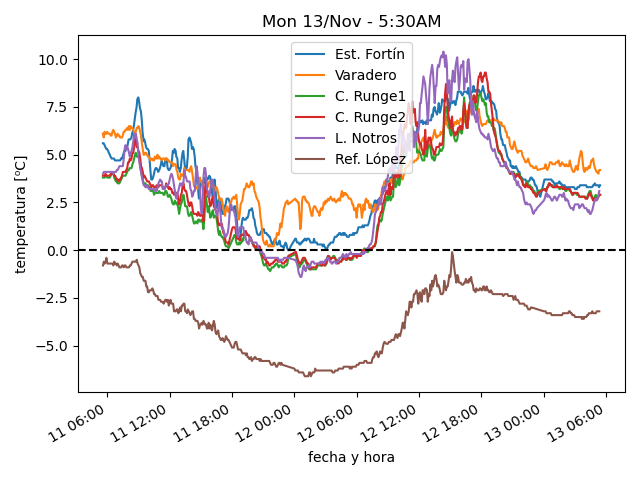 Mon 13/Nov - 5:30AM
temperatura [°C]
10.0
7.5
5.0
2.5
0.0
−2.5
−5.0
Est. Fortín
Varadero
C. Runge1
C. Runge2
L. Notros
Ref. López
11 06:00
11 12:00
11 18:00
12 00:00
12 06:00
12 12:00
12 18:00
13 00:00
13 06:00
fecha y hora